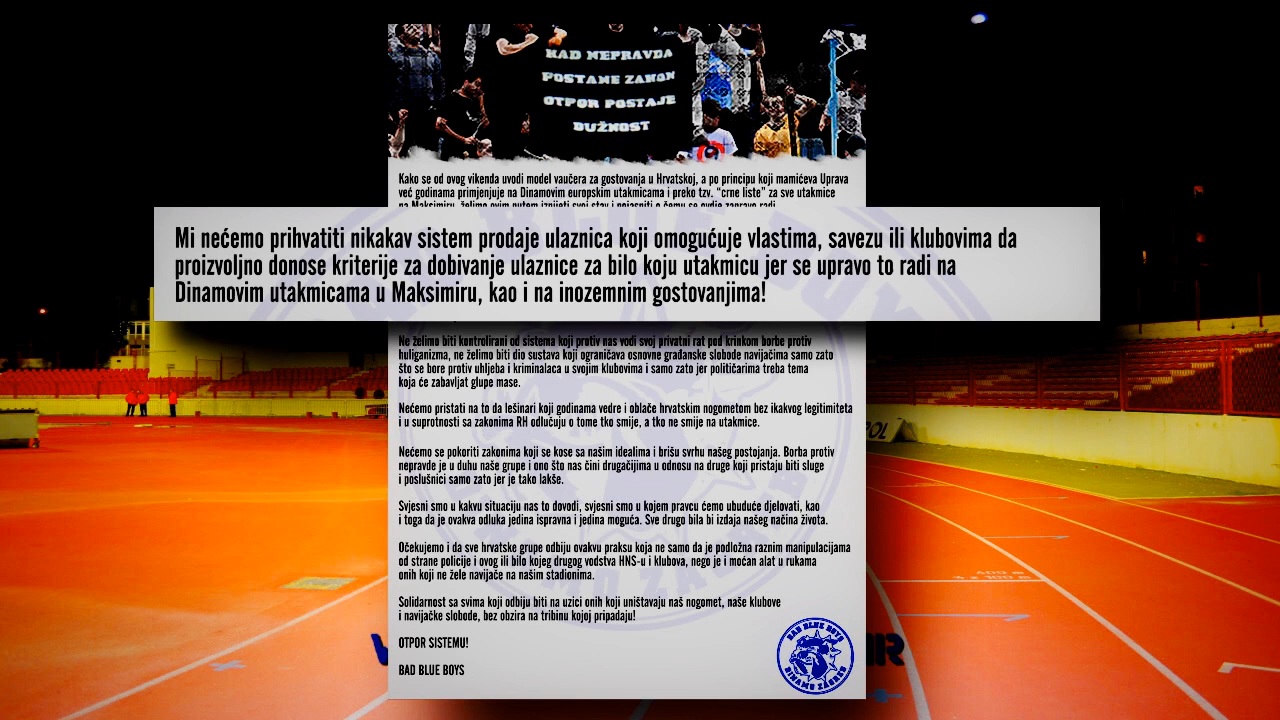 KAD NEPRAVDA
POSTANE ZAKON
OTPOR POSTAJE
DUŽNOST
Kako se od ovog vikenda uvodi model vaučera za gostovanja u Hrvatskoj, a po principu koji mamićeva Uprava
već godinama primjenjuje na Dinamovim europskim utakmicama i preko tzv. “crne liste” za sve utakmice
na Maksimiru, želimo ovim putem iznijeti svoj stav i pojasniti o čemu se ovdje zapravo radi
Mi nećemo prihvatiti nikakav sistem prodaje ulaznica koji omogućuje vlastima, savezu ili klubovima da
proizvoljno donose kriterije za dobivanje ulaznice za bilo koju utakmicu jer se upravo to radi na
Dinamovim utakmicama u Maksimiru, kao i na inozemnim gostovanjima!
Ne želimo biti kontrolirani od sistema koji protiv nas vodi svoj privatni rat pod krinkom borbe protiv
huliganizma, ne želimo biti dio sustava koji ograničava osnovne građanske slobode navijačima samo zato
što se bore protiv uhljeba i kriminalaca u svojim klubovima i samo zato jer političarima treba tema
koja će zabavljat glupe mase.
Nećemo pristati na to da lešinari koji godinama vedre i oblače hrvatskim nogometom bez ikakvog legitimiteta
i u suprotnosti sa zakonima RH odlučuju o tome tko smije, a tko ne smije na utakmice.
Nećemo se pokoriti zakonima koji se kose sa našim idealima i brišu svrhu našeg postojanja. Borba protiv
nepravde je u duhu naše grupe i ono što nas čini drugačijima u odnosu na druge koji pristaju biti sluge
i poslušnici samo zato jer je tako lakše.
Svjesni smo u kakvu situaciju nas to dovodi, svjesni smo u kojem pravcu ćemo ubuduće djelovati, kao
i toga da je ovakva odluka jedina ispravna i jedina moguća. Sve drugo bila bi izdaja našeg načina života.
Očekujemo i da sve hrvatske grupe odbiju ovakvu praksu koja ne samo da je podložna raznim manipulacijama
od strane policije i ovog ili bilo kojeg drugog vodstva HNS-u i klubova, nego je i moćan alat u rukama
onih koji ne žele navijače na našim stadionima.
Solidarnost sa svima koji odbiju biti na uzici onih koji uništavaju naš nogomet, naše klubove
i navijačke slobode, bez obzira na tribinu kojoj pripadaju!
OTPOR SISTEMU!
BAD BLUE BOYS
BAD BLUE BOYS
DINAMO ZAGREB